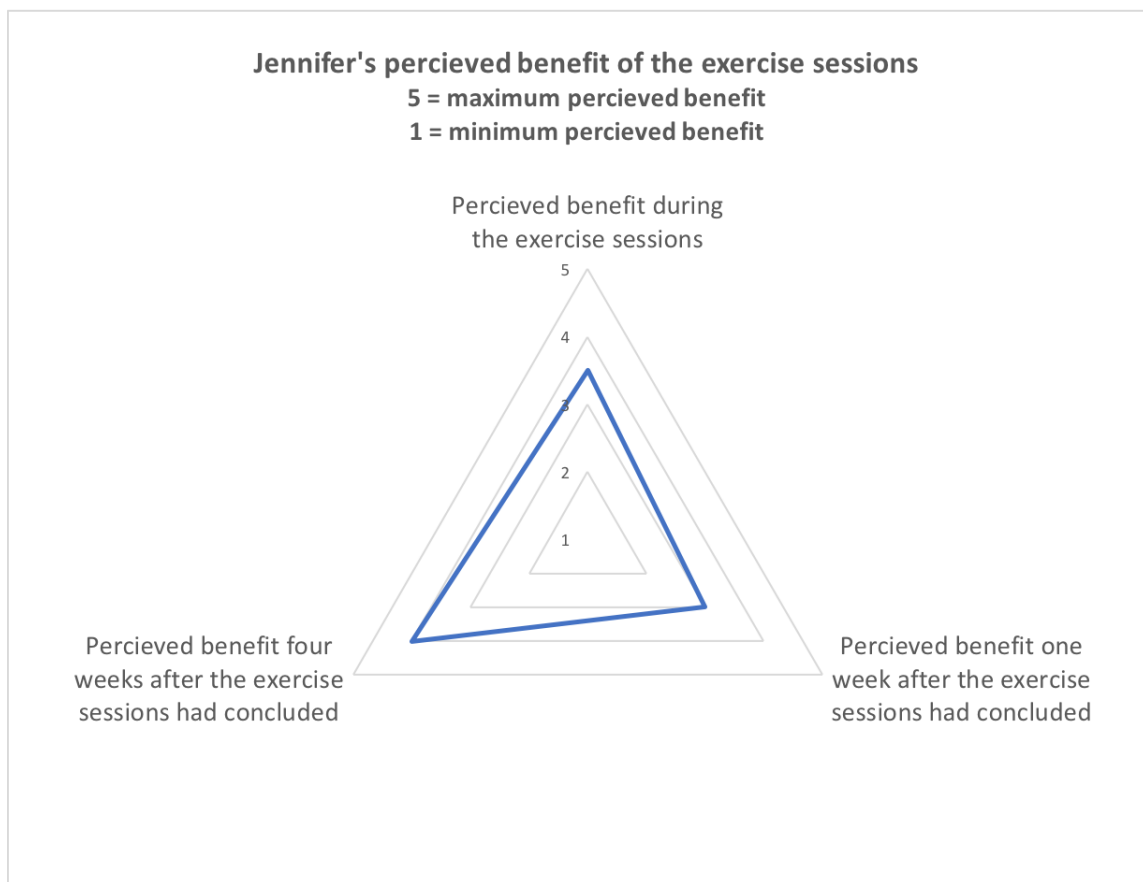 Jennifer's percieved benefit of the exercise sessions
5 = maximum percieved benefit
1 = minimum percieved benefit
Percieved benefit during
the exercise sessions
5
4
3
2
1
Percieved benefit four
weeks after the exercise
sessions had concluded
Percieved benefit one
week after the exercise
sessions had concluded